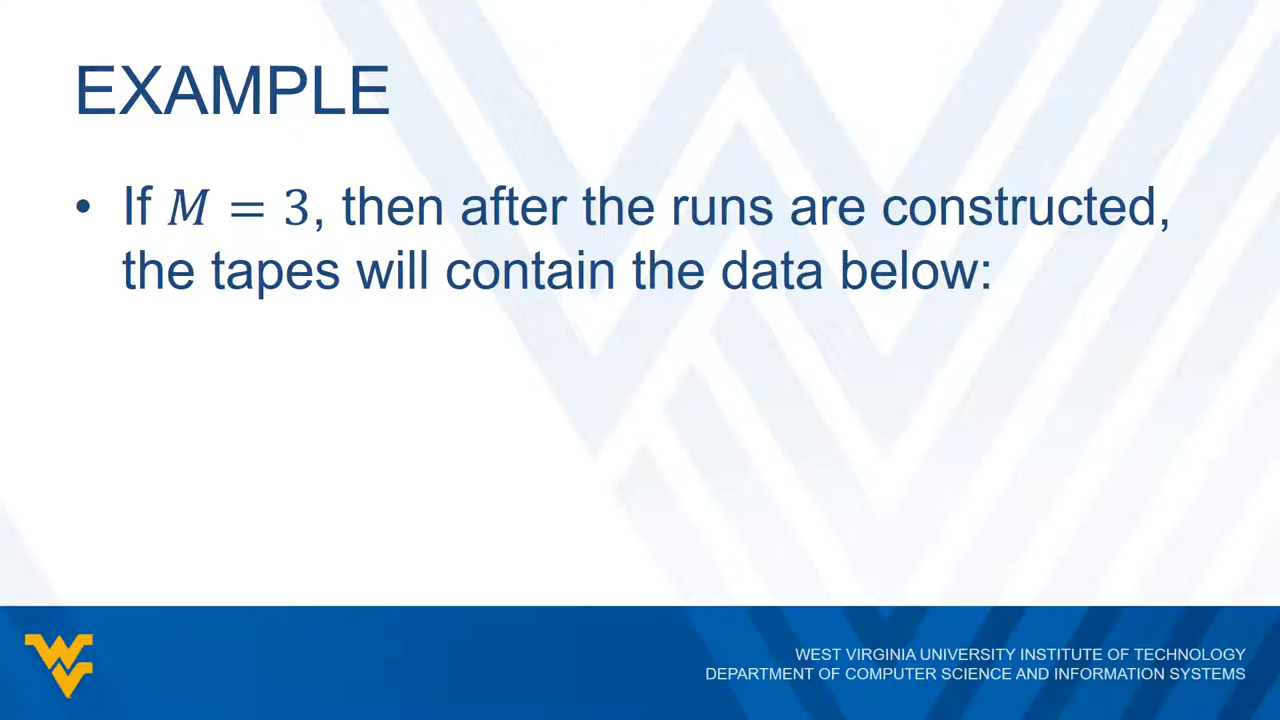 EXAMPLE
• If M = 3, then after the runs are constructed,
the tapes will contain the data below:
WV
WEST VIRGINIA UNIVERSITY INSTITUTE OF TECHNOLOGY
DEPARTMENT OF COMPUTER SCIENCE AND INFORMATION SYSTEMS